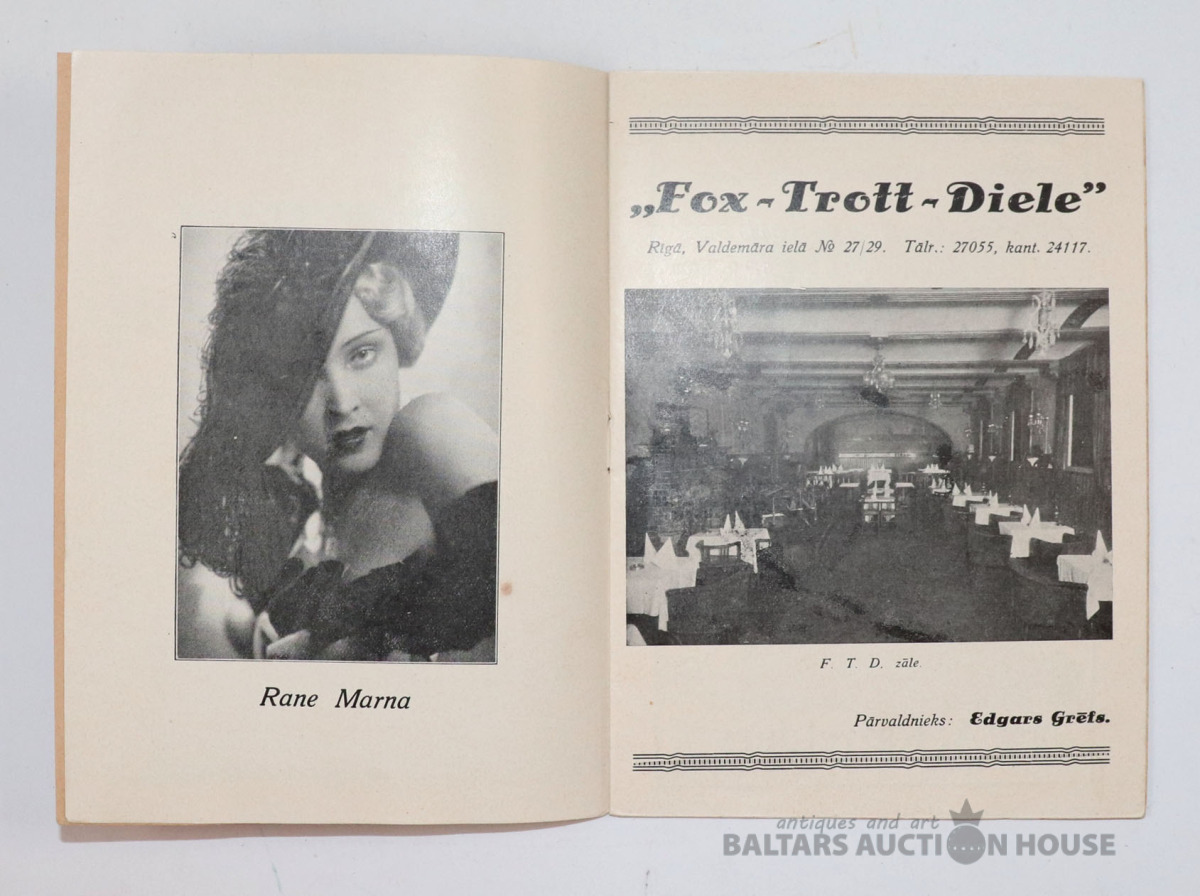 Rane Marna
„Fox-Trott-Diele”
Rīgā, Valdemāra ielā № 27/29. Tālr.: 27055, kant. 24117.
F. T. D. zāle.
Pārvaldnieks: Edgars Grēfs.
antiques and art
BALTARS AUCTION HOUSE